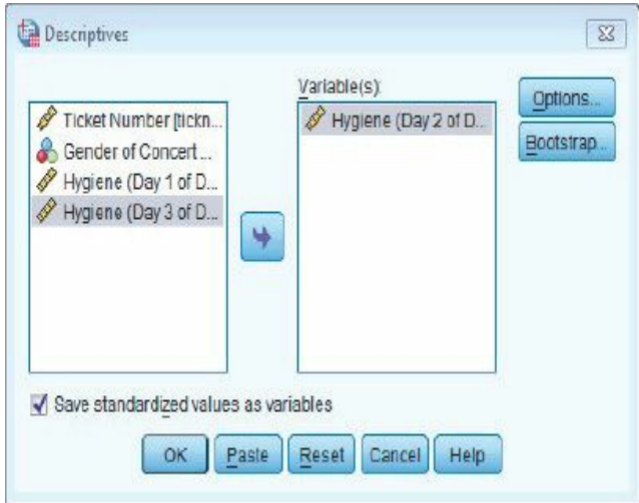 Descriptives
Variable(s):
Ticket Number [tickn...
Gender of Concert ...
Hygiene (Day 1 of D...
Hygiene (Day 3 of D...
Hygiene (Day 2 of D...
Options...
Bootstrap...
Save standardized values as variables
OK
Paste
Reset
Cancel
Help